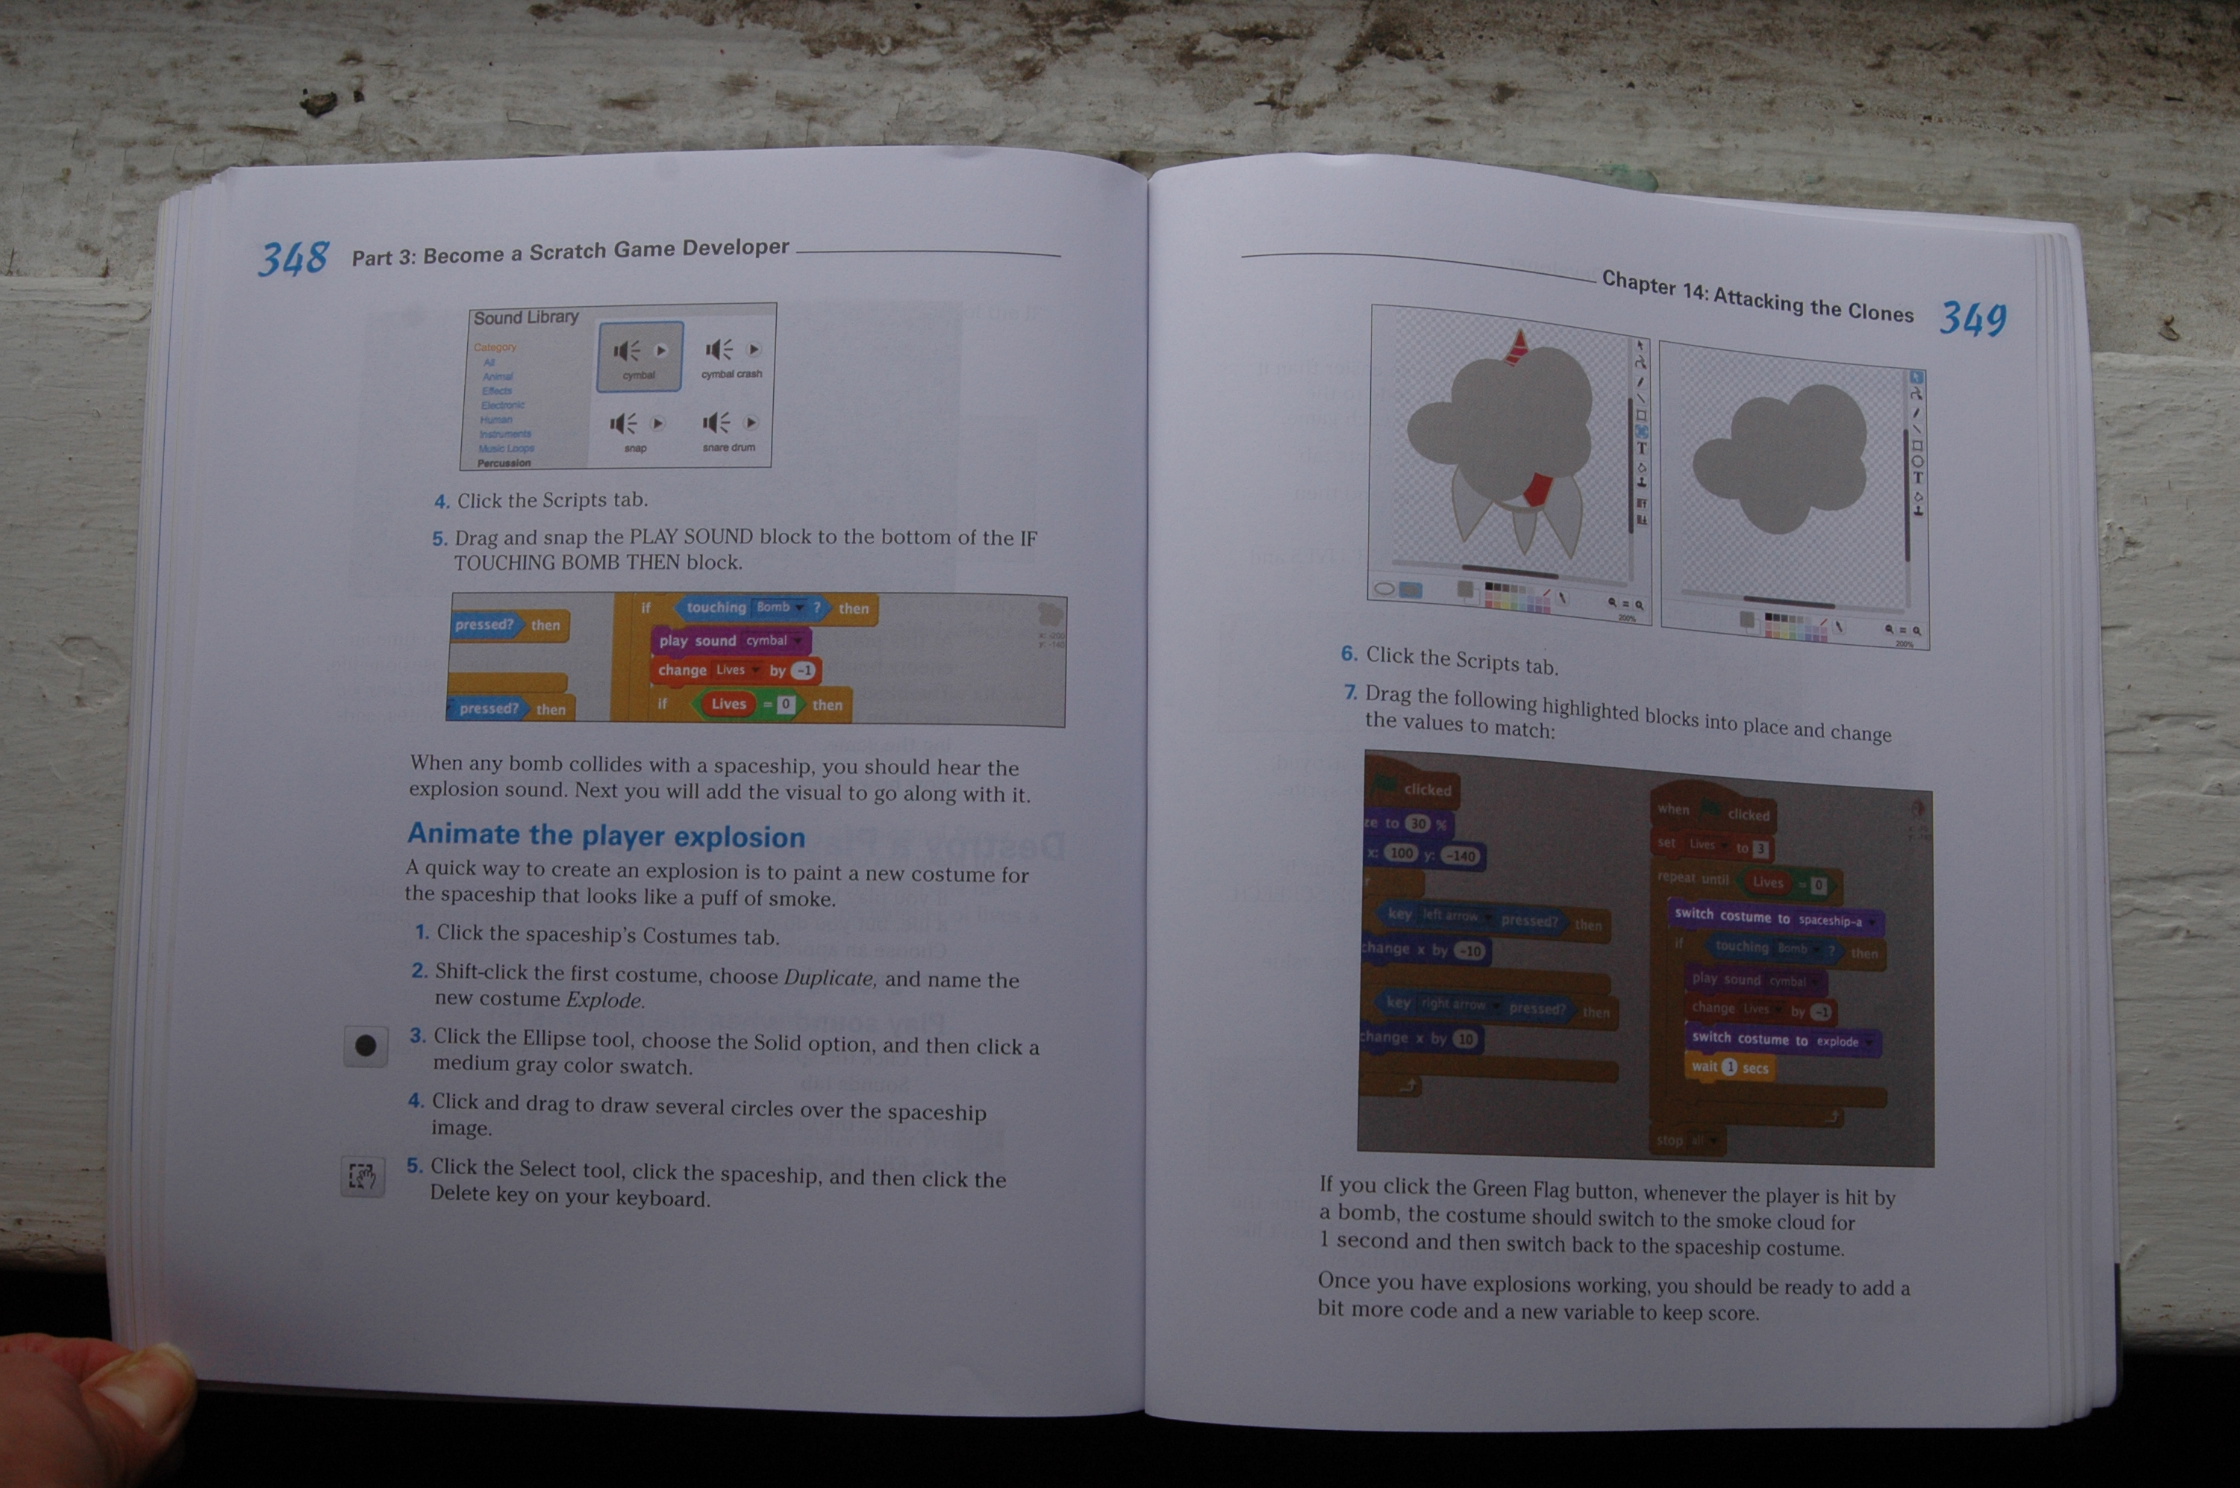 348 Part 3: Become a Scratch Game Developer
Sound Library
Category
All
Animal
Effects
Electronic
Human
Instruments
Music Loops
Percussion
cymbal
cymbal crash
snap
snare drum
4. Click the Scripts tab.
5. Drag and snap the PLAY SOUND block to the bottom of the IF
TOUCHING BOMB THEN block.
pressed? then
pressed? then
if touching Bomb ? then
play sound cymbal
change Lives by -1
if Lives = 0 then
When any bomb collides with a spaceship, you should hear the
explosion sound. Next you will add the visual to go along with it.
Animate the player explosion
A quick way to create an explosion is to paint a new costume for
the spaceship that looks like a puff of smoke.
1. Click the spaceship's Costumes tab.
2. Shift-click the first costume, choose Duplicate, and name the
new costume Explode.
3. Click the Ellipse tool, choose the Solid option, and then click a
medium gray color swatch.
4. Click and drag to draw several circles over the spaceship
image.
5. Click the Select tool, click the spaceship, and then click the
Delete key on your keyboard.
Chapter 14: Attacking the Clones 349
T
200%
T
200%
6. Click the Scripts tab.
7. Drag the following highlighted blocks into place and change
the values to match:
clicked
ze to 30 %
x: 100 y: -140
r
key left arrow pressed? then
change x by -10
key right arrow pressed? then
change x by 10
when clicked
set Lives to 3
repeat until Lives = 0
switch costume to spaceship-a
if touching Bomb ? then
play sound cymbal
change Lives by -1
switch costume to explode
wait 1 secs
stop all
If you click the Green Flag button, whenever the player is hit by
a bomb, the costume should switch to the smoke cloud for
1 second and then switch back to the spaceship costume.
Once you have explosions working, you should be ready to add a
bit more code and a new variable to keep score.